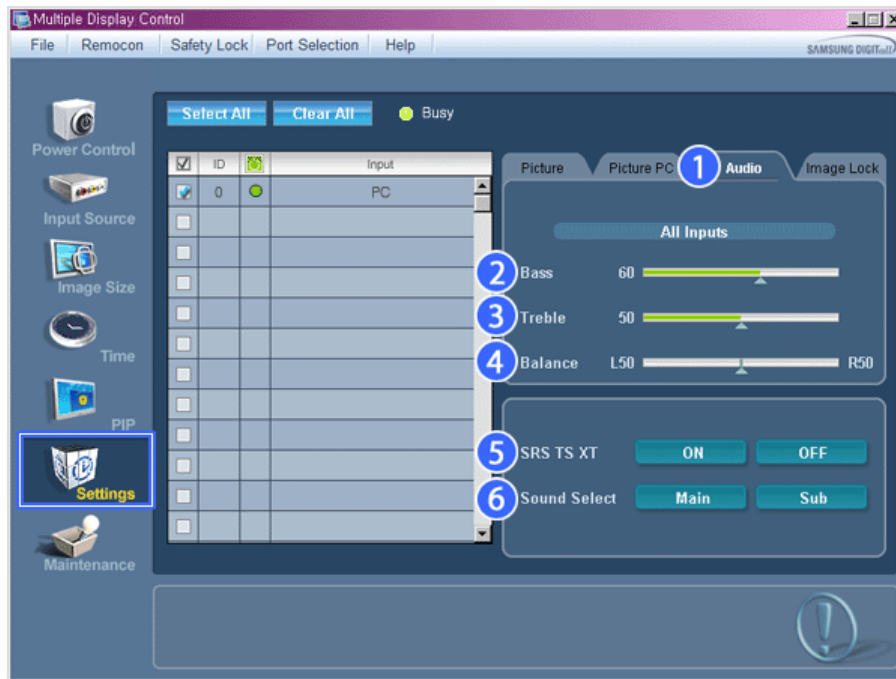 Multiple Display Control
File Remocon Safety Lock Port Selection Help
SAMSUNG DIGITall
Select All Clear All Busy
Power Control
Input Source
Image Size
Time
PIP
Settings
Maintenance
ID Input
0 PC
Picture Picture PC 1 Audio Image Lock
All Inputs
2 Bass 60
3 Treble 50
4 Balance L50 R50
5 SRS TS XT ON OFF
6 Sound Select Main Sub